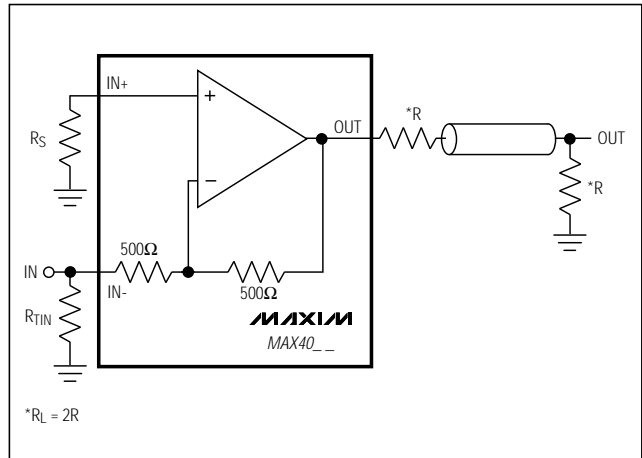 IN+
+
*R
OUT
OUT
RS
−
*R
500Ω
IN
500Ω
IN-
RTIN
MAXIM
MAX40_ _
*RL = 2R